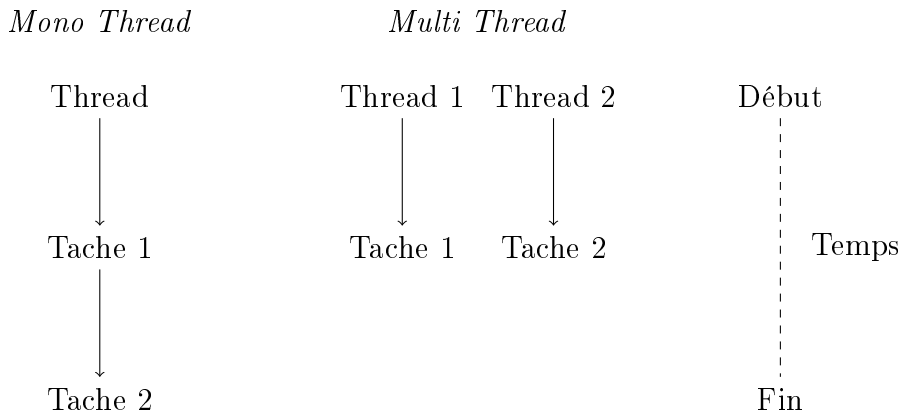 Mono Thread Multi Thread
Thread Thread 1 Thread 2 Début
Tache 1 Tache 1 Tache 2 Temps
Tache 2 Fin